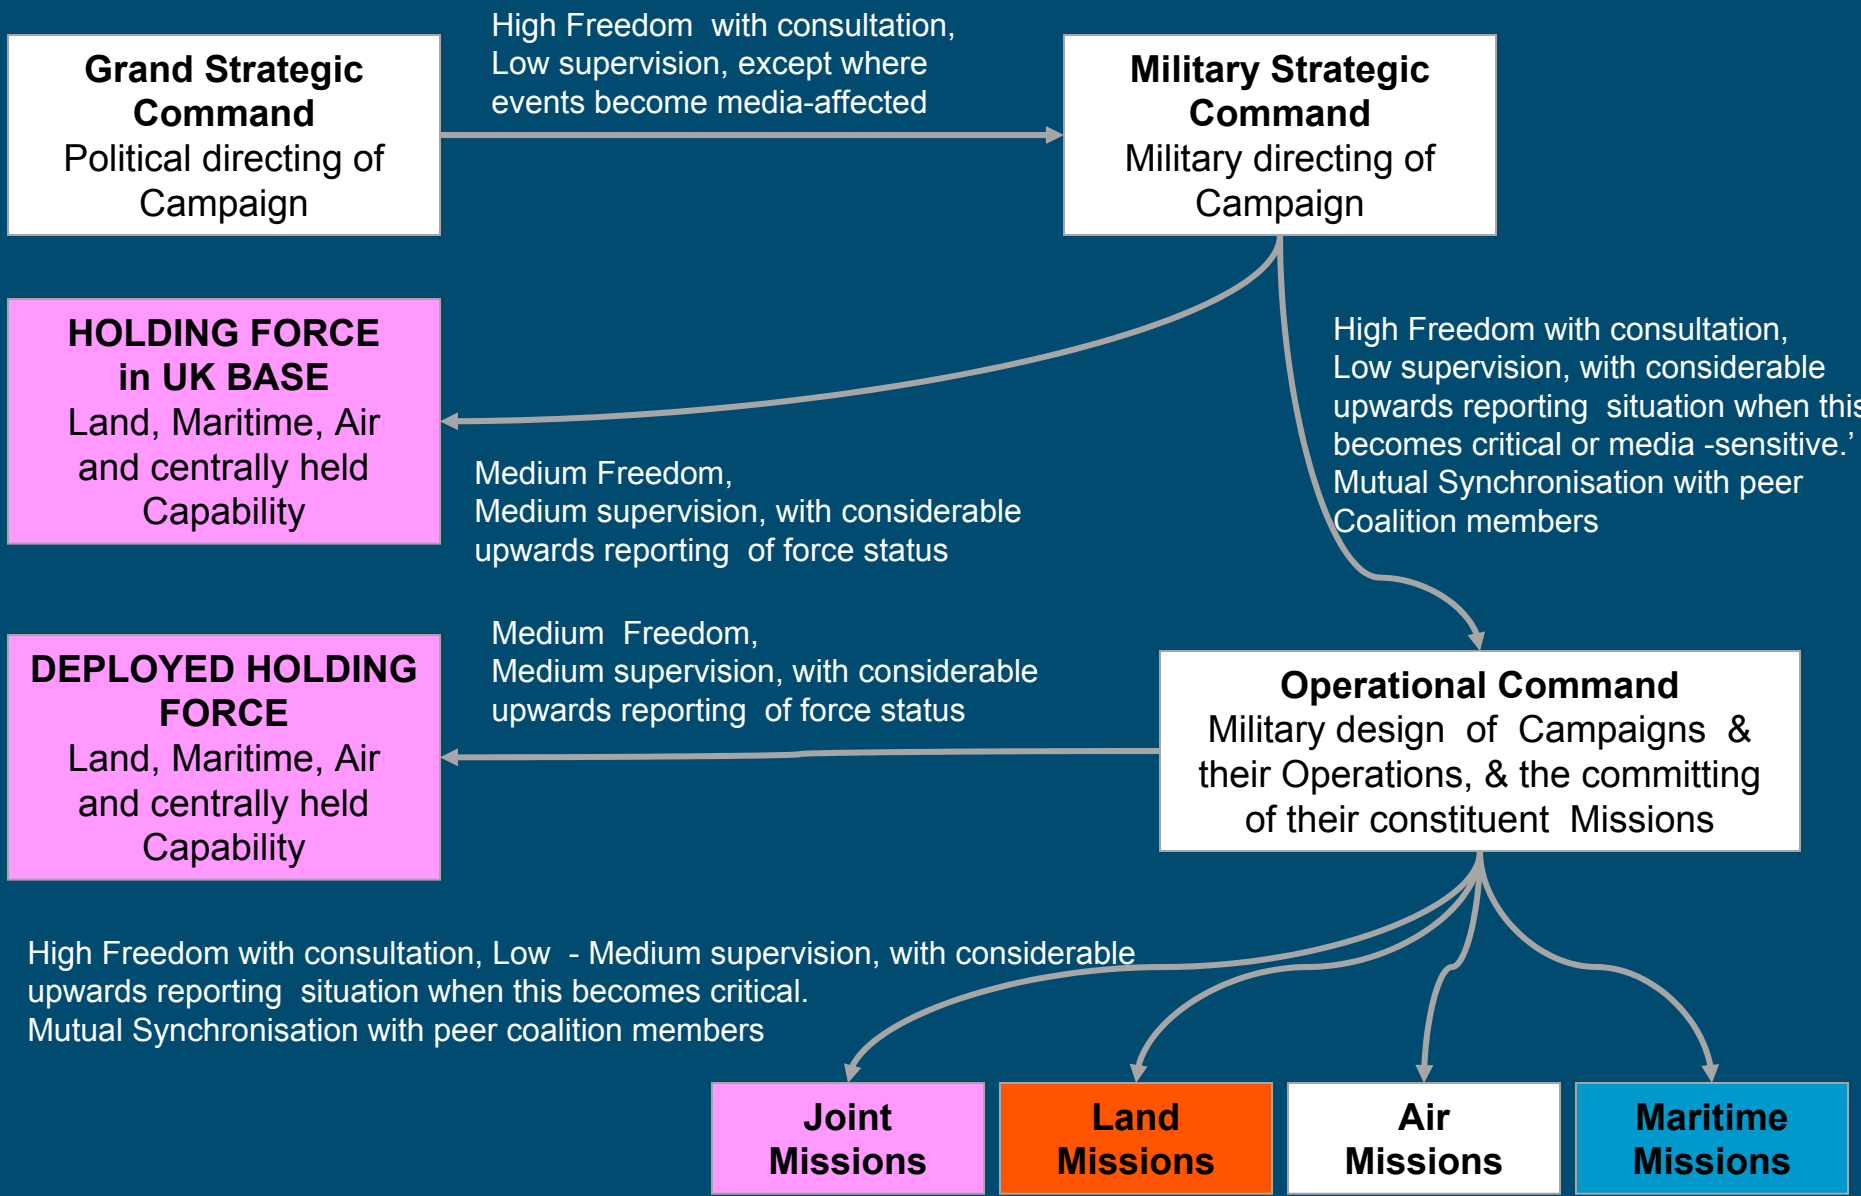 High Freedom with consultation,
Low supervision, except where
events become media-affected
Grand Strategic
Command
Political directing of
Campaign
Military Strategic
Command
Military directing of
Campaign
HOLDING FORCE
in UK BASE
Land, Maritime, Air
and centrally held
Capability
High Freedom with consultation,
Low supervision, with considerable
upwards reporting situation when this
becomes critical or media -sensitive.’
Mutual Synchronisation with peer
Coalition members
Medium Freedom,
Medium supervision, with considerable
upwards reporting of force status
Medium Freedom,
Medium supervision, with considerable
upwards reporting of force status
DEPLOYED HOLDING
FORCE
Land, Maritime, Air
and centrally held
Capability
Operational Command
Military design of Campaigns &
their Operations, & the committing
of their constituent Missions
High Freedom with consultation, Low - Medium supervision, with considerable
upwards reporting situation when this becomes critical.
Mutual Synchronisation with peer coalition members
Joint
Missions
Land
Missions
Air
Missions
Maritime
Missions